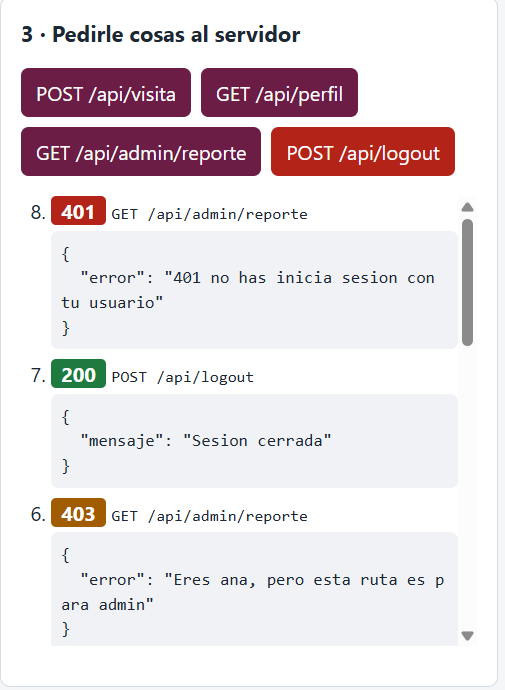 3 · Pedirle cosas al servidor
POST /api/visita
GET /api/perfil
GET /api/admin/reporte
POST /api/logout
8. 401 GET /api/admin/reporte
{
"error": "401 no has inicia sesion con
tu usuario"
}
7. 200 POST /api/logout
{
"mensaje": "Sesion cerrada"
}
6. 403 GET /api/admin/reporte
{
"error": "Eres ana, pero esta ruta es p
ara admin"
}